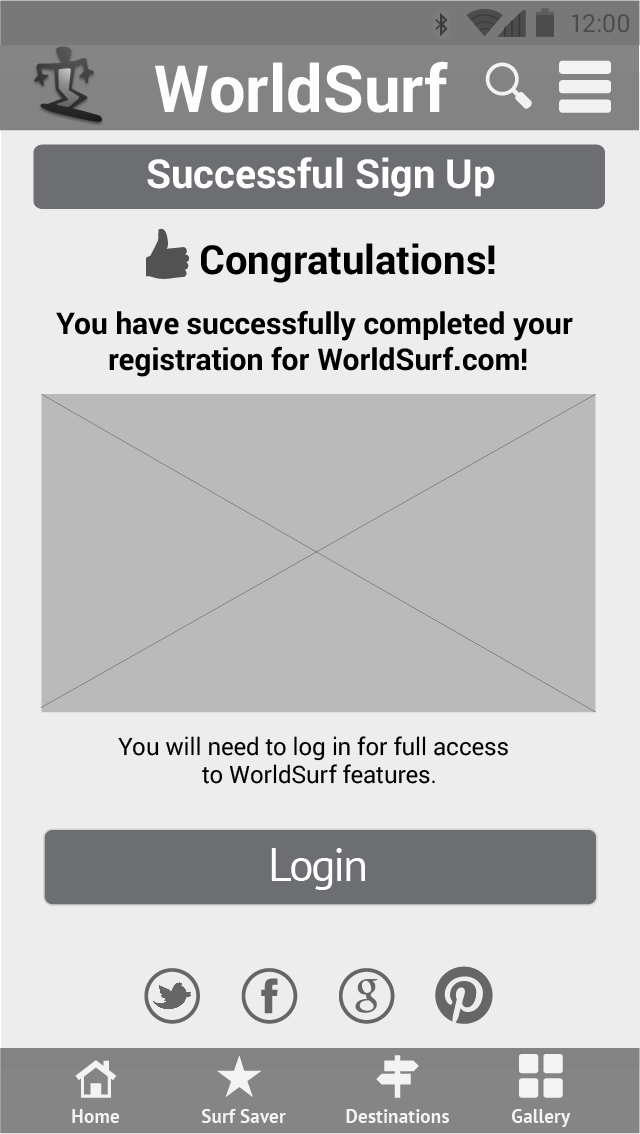 12:00
WorldSurf
Successful Sign Up
Congratulations!
You have successfully completed your
registration for WorldSurf.com!
You will need to log in for full access
to WorldSurf features.
Login
Home
Surf Saver
Destinations
Gallery